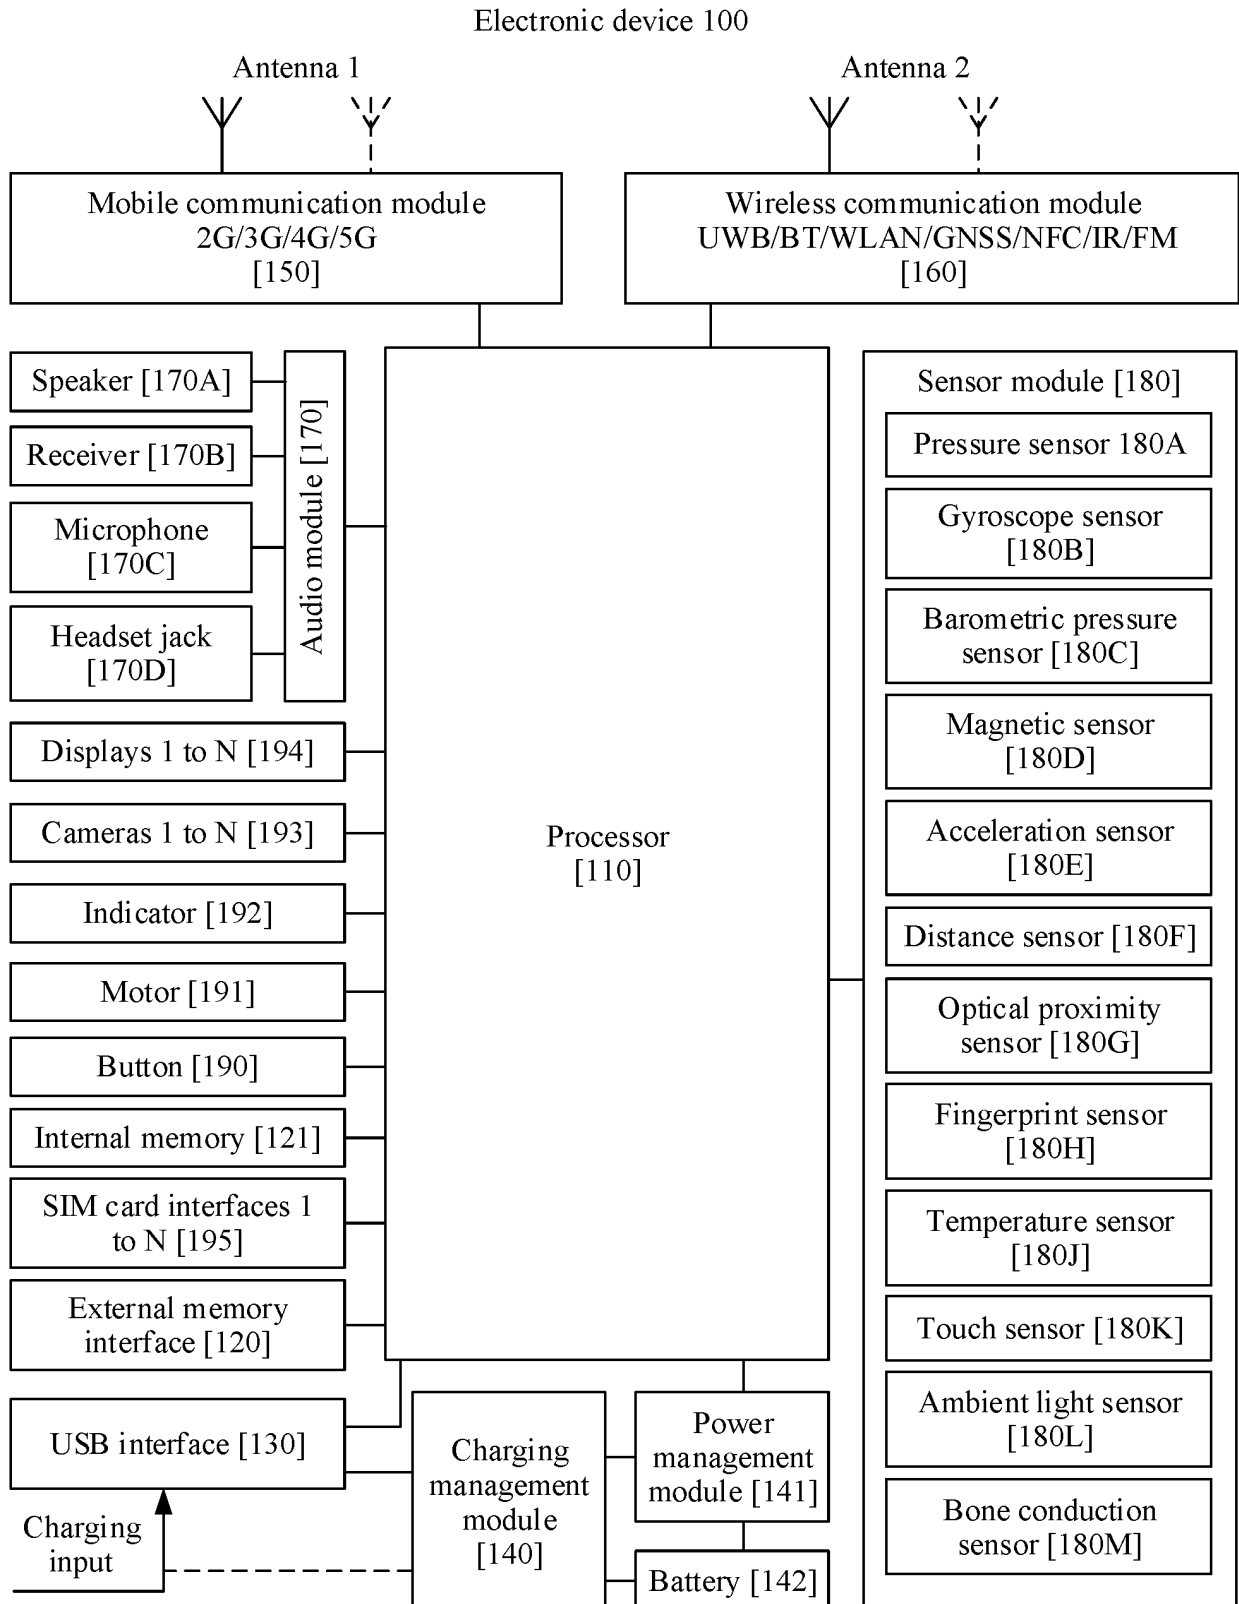 Electronic device 100
Antenna 1
Antenna 2
Mobile communication module
2G/3G/4G/5G
[150]
Wireless communication module
UWB/BT/WLAN/GNSS/NFC/IR/FM
[160]
Speaker [170A]
Receiver [170B]
Microphone
[170C]
Headset jack
[170D]
Audio module [170]
Displays 1 to N [194]
Cameras 1 to N [193]
Indicator [192]
Motor [191]
Button [190]
Internal memory [121]
SIM card interfaces 1
to N [195]
External memory
interface [120]
USB interface [130]
Charging
input
Processor
[110]
Charging
management
module
[140]
Power
management
module [141]
Battery [142]
Sensor module [180]
Pressure sensor 180A
Gyroscope sensor
[180B]
Barometric pressure
sensor [180C]
Magnetic sensor
[180D]
Acceleration sensor
[180E]
Distance sensor [180F]
Optical proximity
sensor [180G]
Fingerprint sensor
[180H]
Temperature sensor
[180J]
Touch sensor [180K]
Ambient light sensor
[180L]
Bone conduction
sensor [180M]